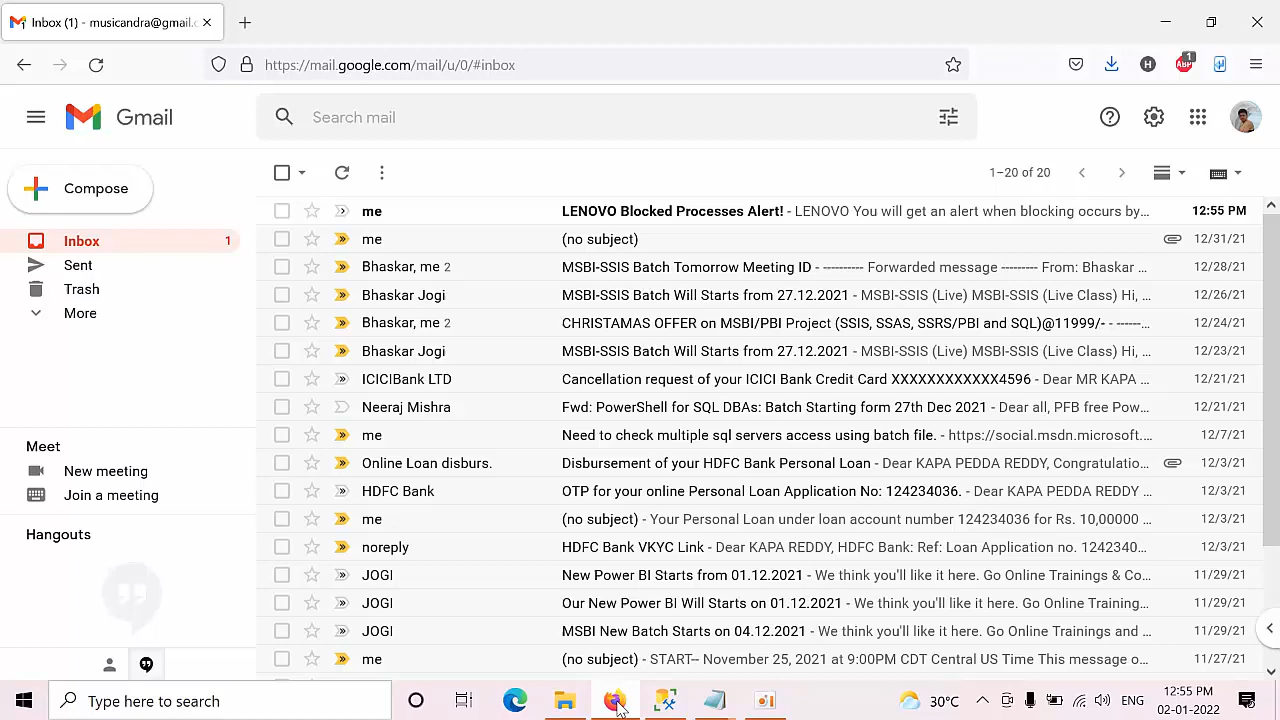 Inbox (1) - musicandra@gmail.c
https://mail.google.com/mail/u/0/#inbox
1
ABP
H
Gmail
Search mail
Compose
1–20 of 20
Inbox 1
Sent
Trash
More
Meet
New meeting
Join a meeting
Hangouts
me LENOVO Blocked Processes Alert! - LENOVO You will get an alert when blocking occurs by... 12:55 PM
me (no subject) 12/31/21
Bhaskar, me 2 MSBI-SSIS Batch Tomorrow Meeting ID - ---------- Forwarded message --------- From: Bhaskar ... 12/28/21
Bhaskar Jogi MSBI-SSIS Batch Will Starts from 27.12.2021 - MSBI-SSIS (Live) MSBI-SSIS (Live Class) Hi, ... 12/26/21
Bhaskar, me 2 CHRISTAMAS OFFER on MSBI/PBI Project (SSIS, SSAS, SSRS/PBI and SQL)@11999/- - ------... 12/24/21
Bhaskar Jogi MSBI-SSIS Batch Will Starts from 27.12.2021 - MSBI-SSIS (Live) MSBI-SSIS (Live Class) Hi, ... 12/23/21
ICICIBank LTD Cancellation request of your ICICI Bank Credit Card XXXXXXXXXXXX4596 - Dear MR KAPA ... 12/21/21
Neeraj Mishra Fwd: PowerShell for SQL DBAs: Batch Starting form 27th Dec 2021 - Dear all, PFB free Pow... 12/21/21
me Need to check multiple sql servers access using batch file. - https://social.msdn.microsoft.... 12/7/21
Online Loan disburs. Disbursement of your HDFC Bank Personal Loan - Dear KAPA PEDDA REDDY, Congratulatio... 12/3/21
HDFC Bank OTP for your online Personal Loan Application No: 124234036. - Dear KAPA PEDDA REDDY ... 12/3/21
me (no subject) - Your Personal Loan under loan account number 124234036 for Rs. 10,00000 ... 12/3/21
noreply HDFC Bank VKYC Link - Dear KAPA REDDY, HDFC Bank: Ref: Loan Application no. 1242340... 12/3/21
JOGI New Power BI Starts from 01.12.2021 - We think you'll like it here. Go Online Trainings & Co... 11/29/21
JOGI Our New Power BI Will Starts on 01.12.2021 - We think you'll like it here. Go Online Training... 11/29/21
JOGI MSBI New Batch Starts on 04.12.2021 - We think you'll like it here. Go Online Trainings and ... 11/29/21
me (no subject) - START-- November 25, 2021 at 9:00PM CDT Central US Time This message o... 11/27/21
Type here to search
30°C
ENG
12:55 PM
02-01-2022